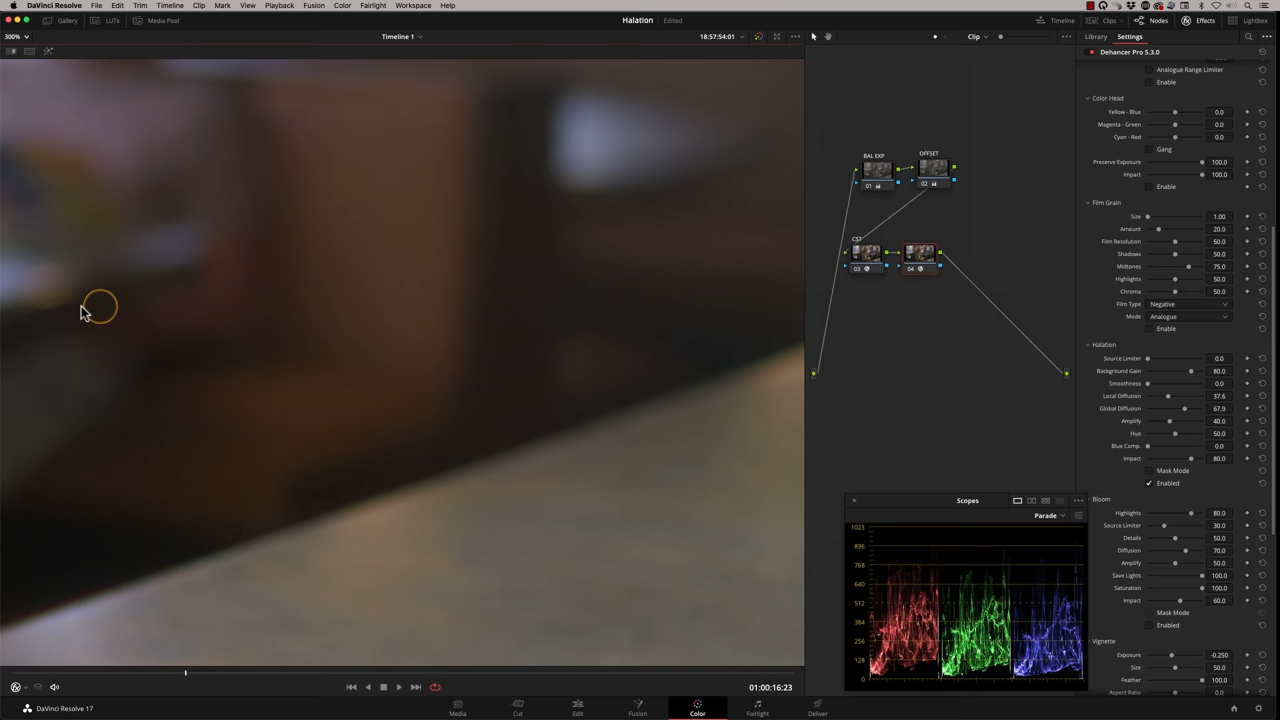 DaVinci Resolve File Edit Trim Timeline Clip Mark View Playback Fusion Color Fairlight Workspace Help
Gallery LUTs Media Pool Halation Edited Timeline Clips Nodes Effects Lightbox
300% Timeline 1 18:57:54:01 Clip Library Settings
Dehancer Pro 5.3.0
Analogue Range Limiter
Enable
Color Head
Yellow - Blue 0.0
Magenta - Green 0.0
Cyan - Red 0.0
Gang
Preserve Exposure 100.0
Impact 100.0
Enable
Film Grain
Size 1.00
Amount 20.0
Film Resolution 50.0
Shadows 50.0
Midtones 75.0
Highlights 50.0
Chroma 50.0
Film Type Negative
Mode Analogue
Enable
Halation
Source Limiter 0.0
Background Gain 80.0
Smoothness 0.0
Local Diffusion 37.6
Global Diffusion 67.9
Amplify 40.0
Hue 50.0
Blue Comp. 0.0
Impact 80.0
Mask Mode
Enabled
Bloom
Highlights 80.0
Source Limiter 30.0
Details 50.0
Diffusion 70.0
Amplify 50.0
Save Lights 100.0
Saturation 100.0
Impact 60.0
Mask Mode
Enabled
Vignette
Exposure -0.250
Size 50.0
Feather 100.0
Aspect Ratio 0.0
BAL EXP OFFSET
01 02
CST
03 04
Scopes
Parade
1023
896
768
640
512
384
256
128
0
01:00:16:23
DaVinci Resolve 17 Media Cut Edit Fusion Color Fairlight Deliver